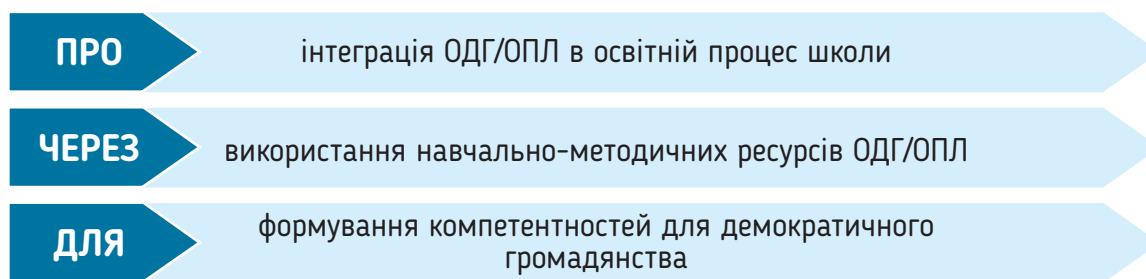 ПРО
інтеграція ОДГ/ОПЛ в освітній процес школи
ЧЕРЕЗ
використання навчально-методичних ресурсів ОДГ/ОПЛ
ДЛЯ
формування компетентностей для демократичного
громадянства